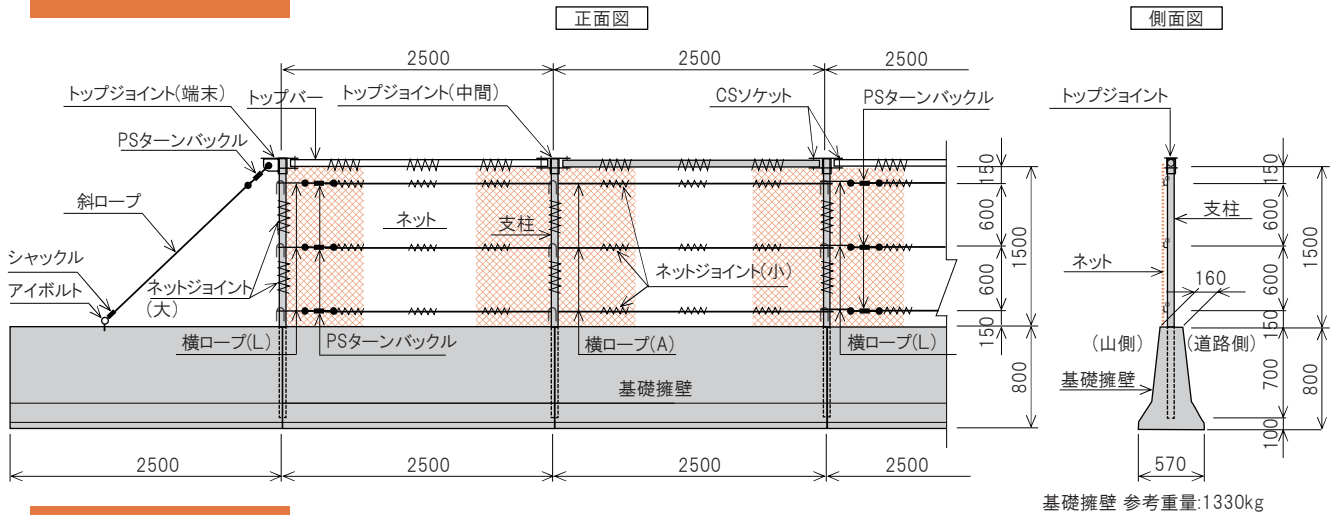 正面図
側面図
2500
2500
2500
トップジョイント(端末)
トップバー
トップジョイント(中間)
CSソケット
PSターンバックル
トップジョイント
PSターンバックル
斜ロープ
ネット
支柱
シャックル
アイボルト
ネットジョイント
(大)
ネットジョイント(小)
150
600
600
150
1500
800
横ロープ(L)
PSターンバックル
横ロープ(A)
横ロープ(L)
基礎擁壁
2500
2500
2500
2500
支柱
ネット
160
(山側)
(道路側)
基礎擁壁
150
600
600
150
700
100
1500
800
570
基礎擁壁 参考重量:1330kg